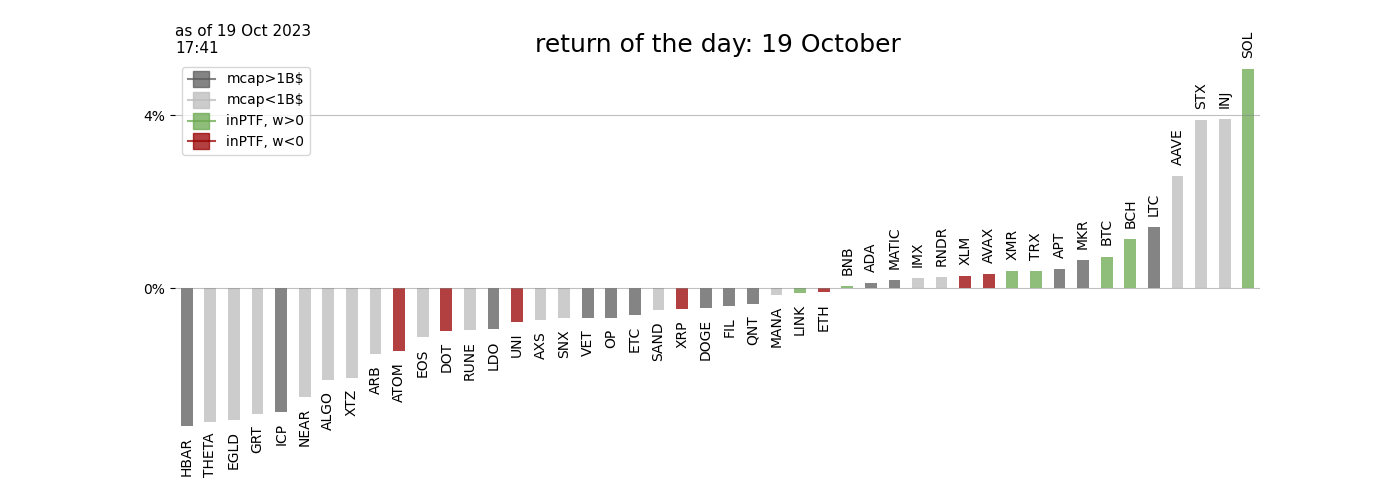 as of 19 Oct 2023
17:41
return of the day: 19 October
mcap>1B$
mcap<1B$
inPTF, w>0
inPTF, w<0
4%
0%
HBAR
THETA
EGLD
GRT
ICP
NEAR
ALGO
XTZ
ARB
ATOM
EOS
DOT
RUNE
LDO
UNI
AXS
SNX
VET
OP
ETC
SAND
XRP
DOGE
FIL
QNT
MANA
LINK
ETH
BNB
ADA
MATIC
IMX
RNDR
XLM
AVAX
XMR
TRX
APT
MKR
BTC
BCH
LTC
AAVE
STX
INJ
SOL